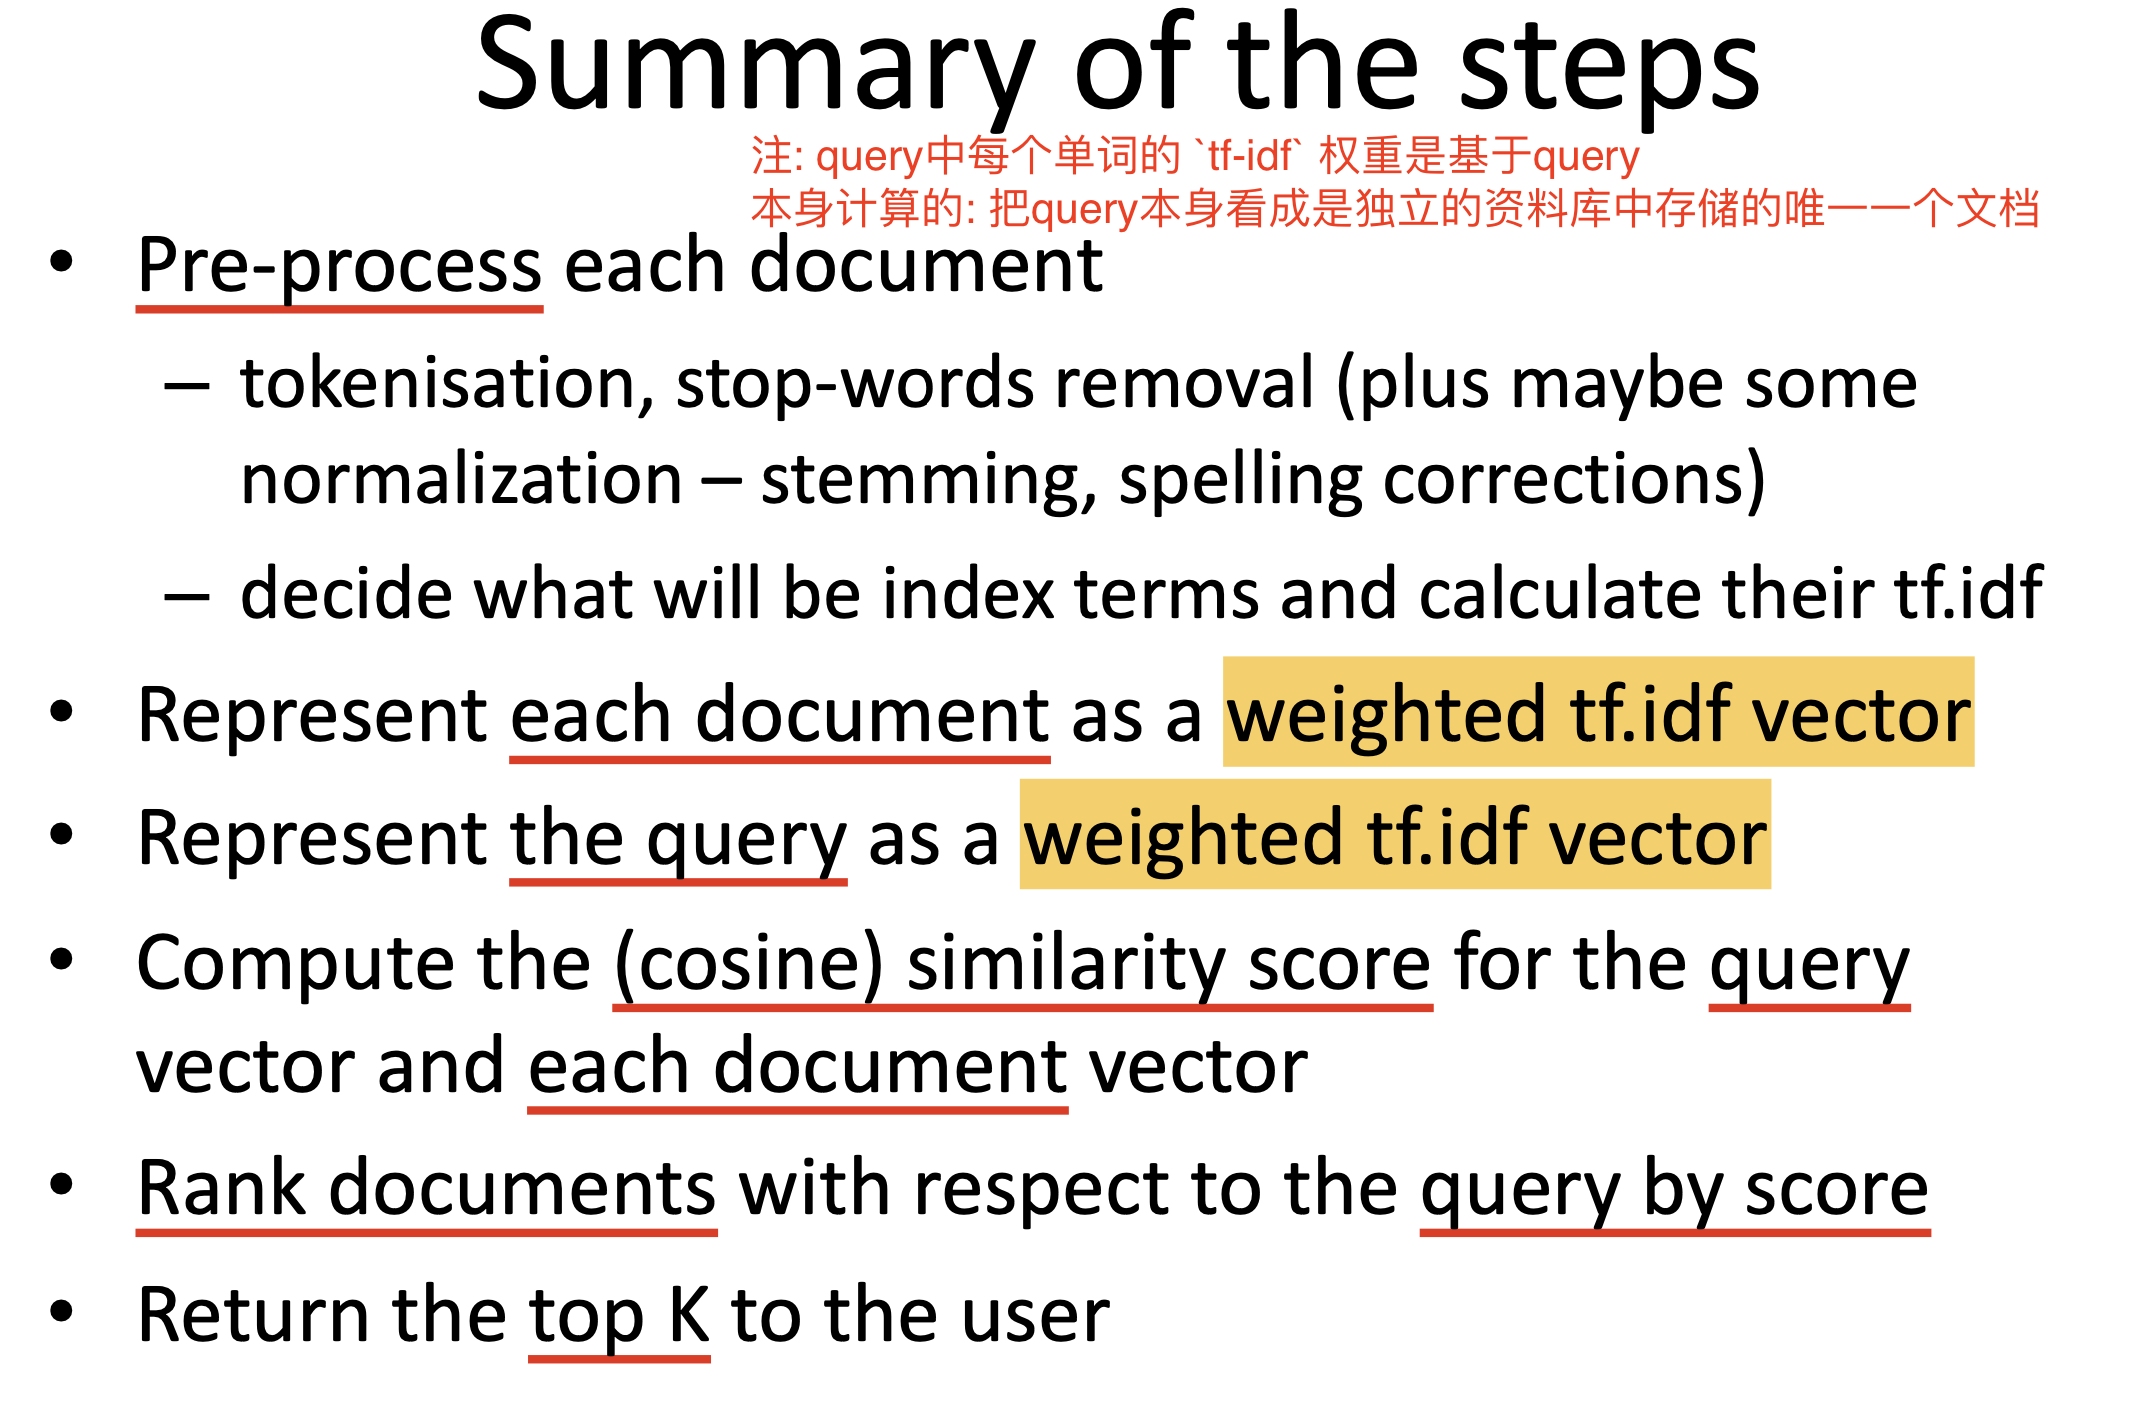 Summary of the steps
注: query中每个单词的 `tf-idf` 权重是基于query
本身计算的: 把query本身看成是独立的资料库中存储的唯一一个文档
• Pre-process each document
– tokenisation, stop-words removal (plus maybe some
normalization – stemming, spelling corrections)
– decide what will be index terms and calculate their tf.idf
• Represent each document as a weighted tf.idf vector
• Represent the query as a weighted tf.idf vector
• Compute the (cosine) similarity score for the query
vector and each document vector
• Rank documents with respect to the query by score
• Return the top K to the user